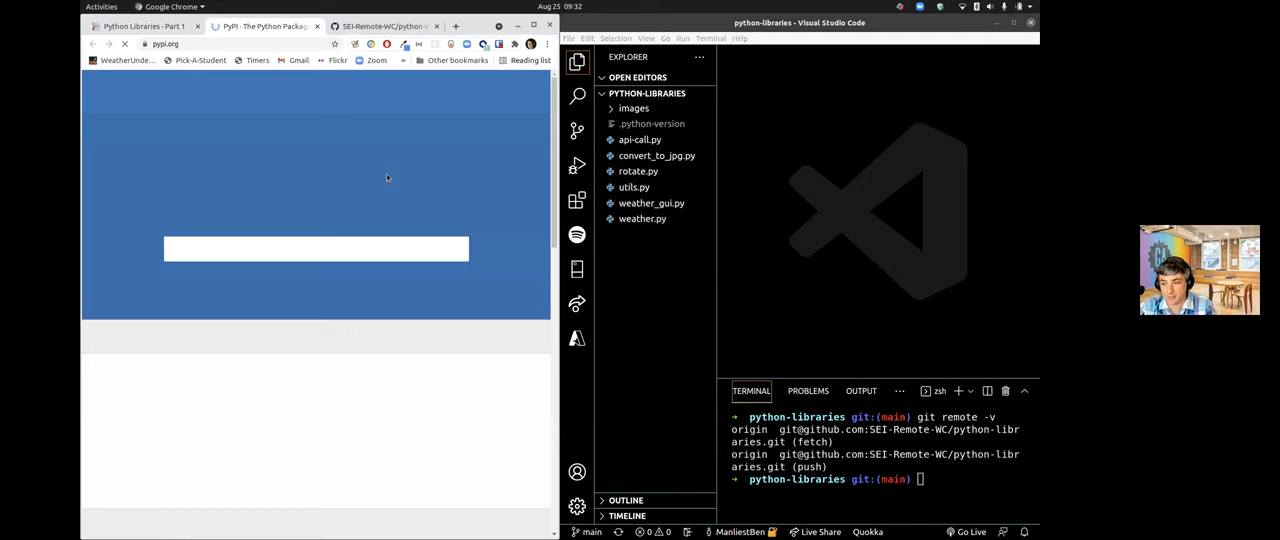 Activities
Google Chrome
Aug 25 09:32
Python Libraries - Part 1
PyPI · The Python Packag
SEI-Remote-WC/python-l
python-libraries - Visual Studio Code
pypi.org
File Edit Selection View Go Run Terminal Help
WeatherUnde... Pick-A-Student Timers Gmail Flickr Zoom » Other bookmarks Reading list
EXPLORER
OPEN EDITORS
PYTHON-LIBRARIES
images
.python-version
api-call.py
convert_to_jpg.py
rotate.py
utils.py
weather_gui.py
weather.py
TERMINAL PROBLEMS OUTPUT ··· zsh
→ python-libraries git:(main) git remote -v
origin git@github.com:SEI-Remote-WC/python-libr
aries.git (fetch)
origin git@github.com:SEI-Remote-WC/python-libr
aries.git (push)
→ python-libraries git:(main)
OUTLINE
TIMELINE
main 0 0 ManliestBen Live Share Quokka Go Live